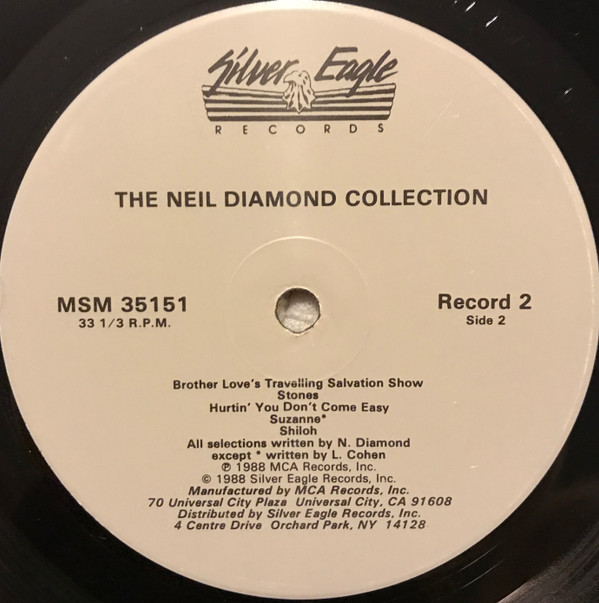 Silver Eagle
RECORDS
THE NEIL DIAMOND COLLECTION
MSM 35151
33 1/3 R.P.M.
Record 2
Side 2
Brother Love's Travelling Salvation Show
Stones
Hurtin' You Don't Come Easy
Suzanne*
Shiloh
All selections written by N. Diamond
except * written by L. Cohen
℗ 1988 MCA Records, Inc.
© 1988 Silver Eagle Records, Inc.
Manufactured by MCA Records, Inc.
70 Universal City Plaza Universal City, CA 91608
Distributed by Silver Eagle Records, Inc.
4 Centre Drive Orchard Park, NY 14128